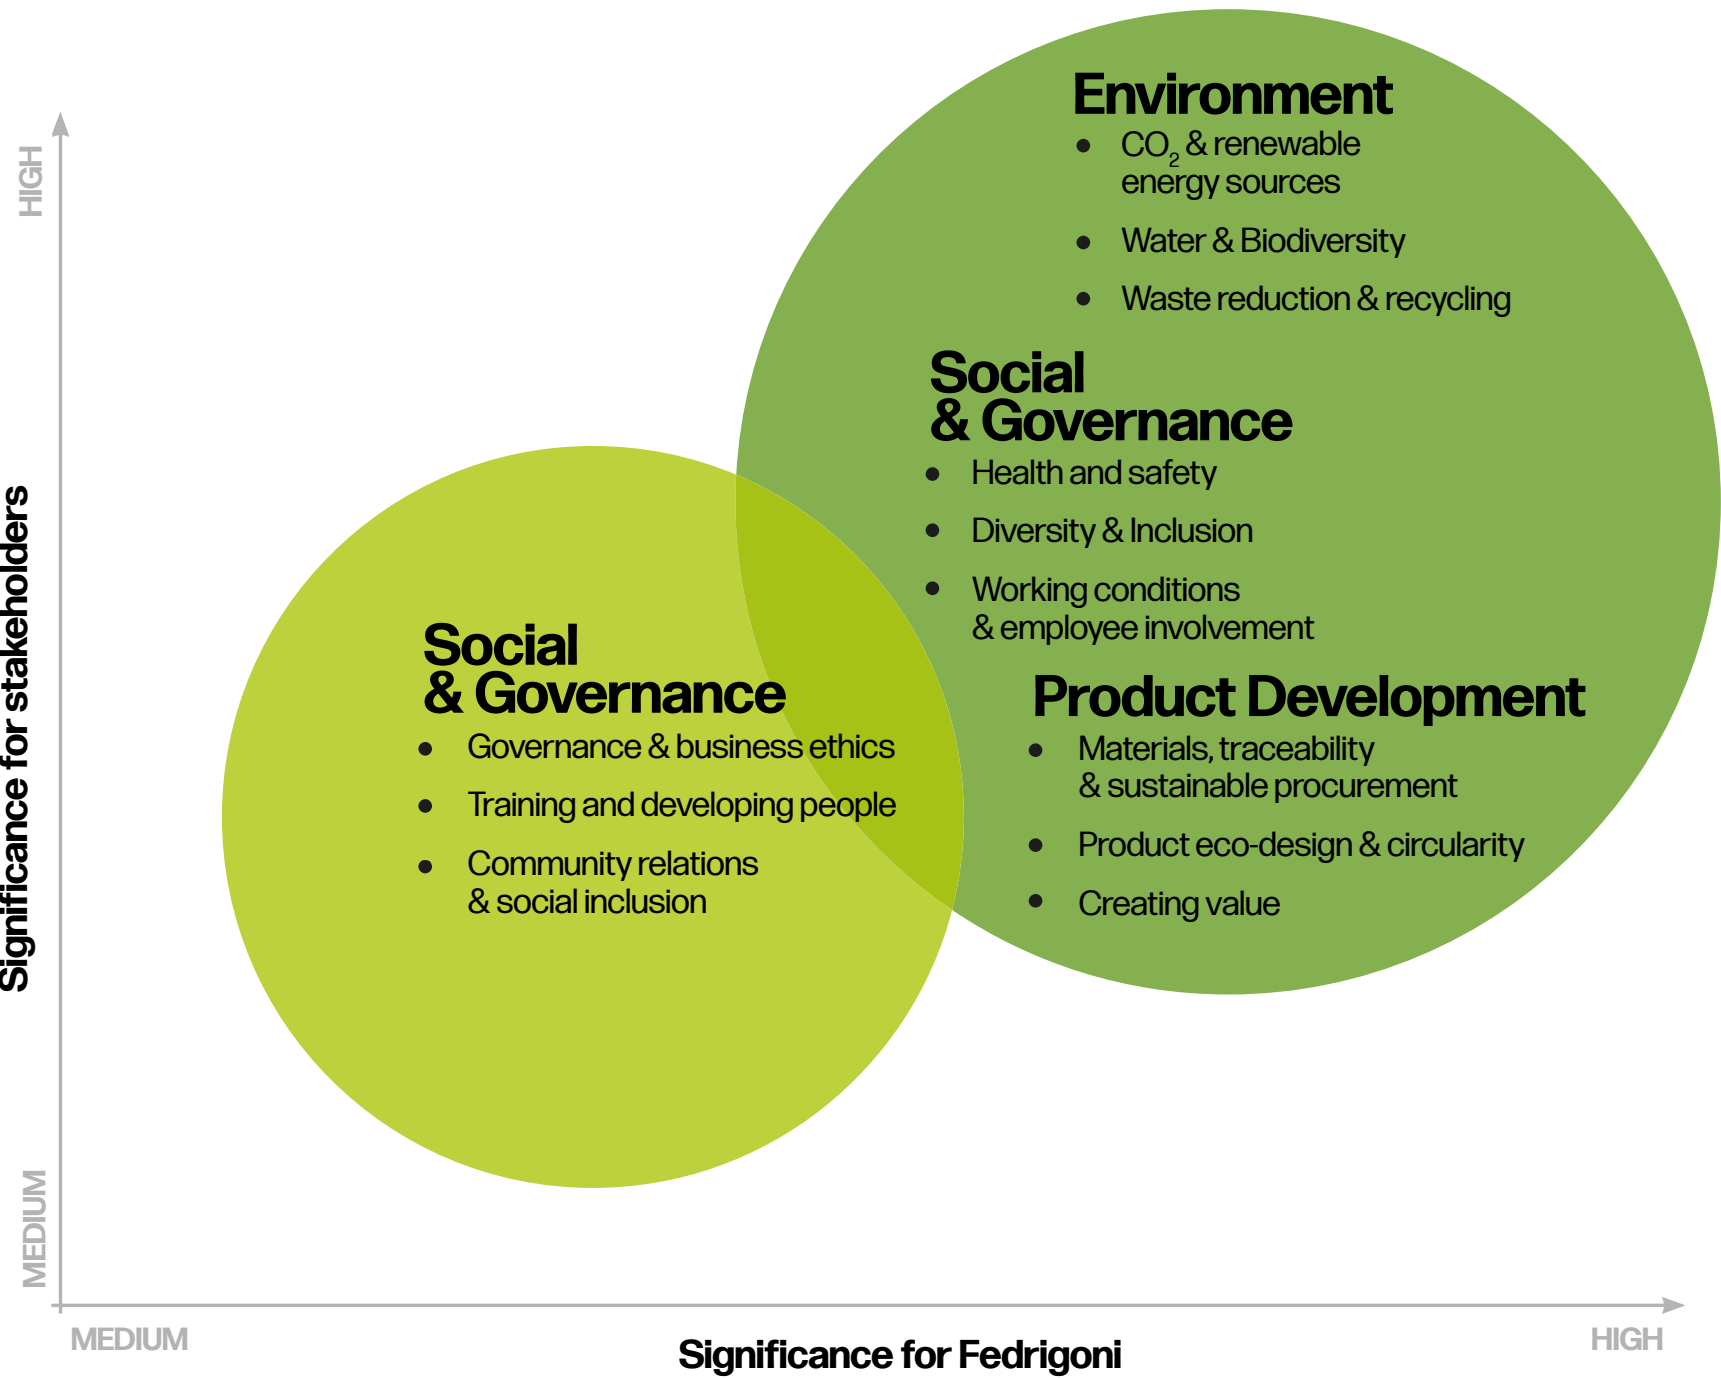 HIGH
Significance for stakeholders
MEDIUM
Environment
• CO₂ & renewable
energy sources
• Water & Biodiversity
• Waste reduction & recycling
Social
& Governance
• Health and safety
• Diversity & Inclusion
• Working conditions
& employee involvement
Product Development
• Materials, traceability
& sustainable procurement
• Product eco-design & circularity
• Creating value
Social
& Governance
• Governance & business ethics
• Training and developing people
• Community relations
& social inclusion
MEDIUM
Significance for Fedrigoni
HIGH